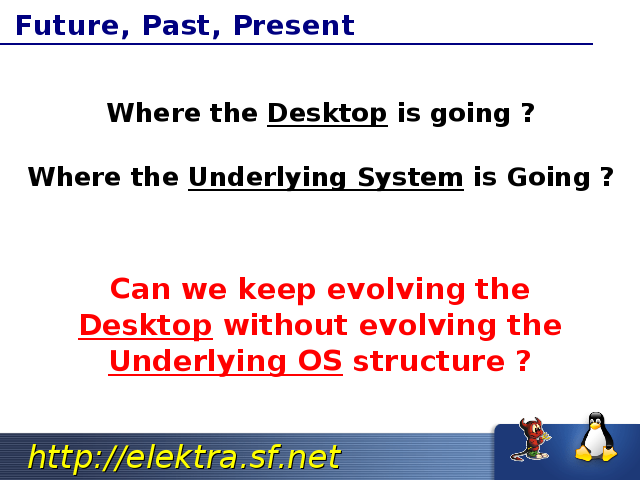 Future, Past, Present
Where the Desktop is going ?
Where the Underlying System is Going ?
Can we keep evolving the
Desktop without evolving the
Underlying OS structure ?
http://elektra.sf.net